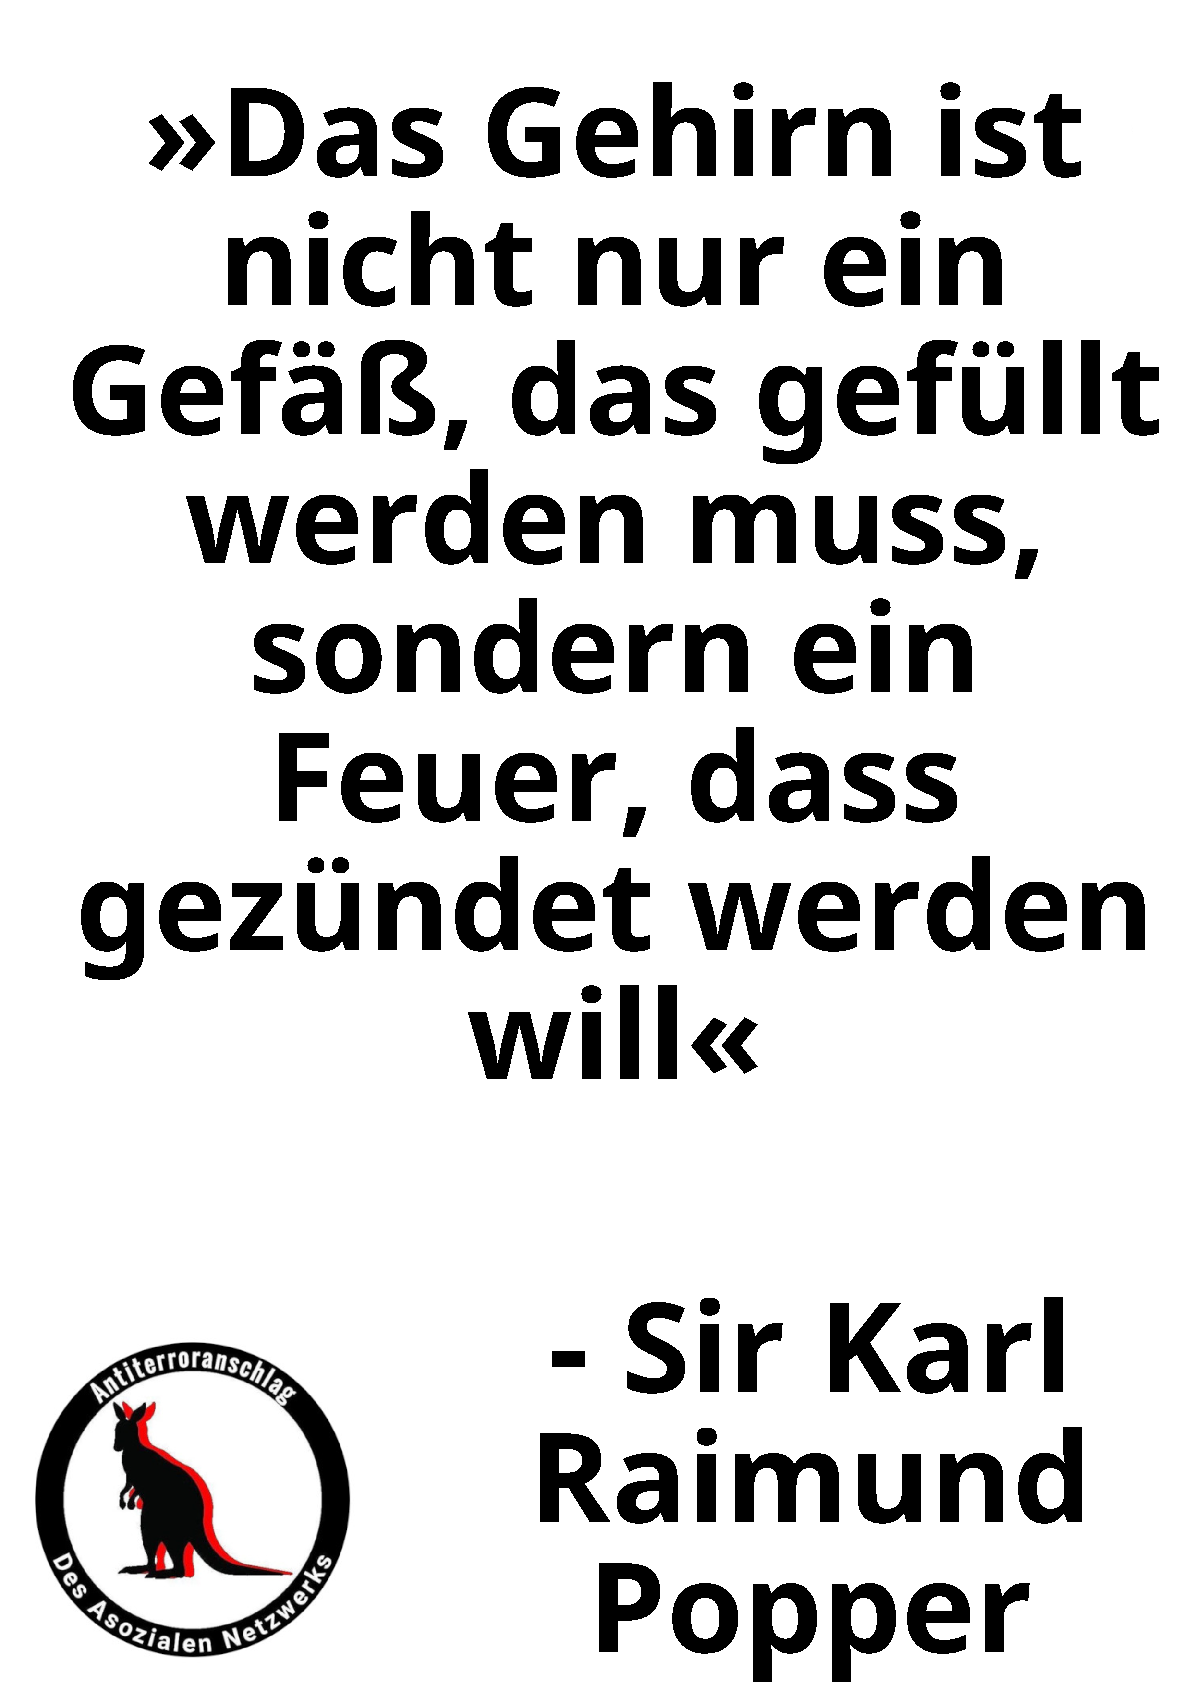 »Das Gehirn ist
nicht nur ein
Gefäß, das gefüllt
werden muss,
sondern ein
Feuer, dass
gezündet werden
will«
- Sir Karl
Raimund
Popper
Antiterroranschlag
Des Asozialen Netzwerks